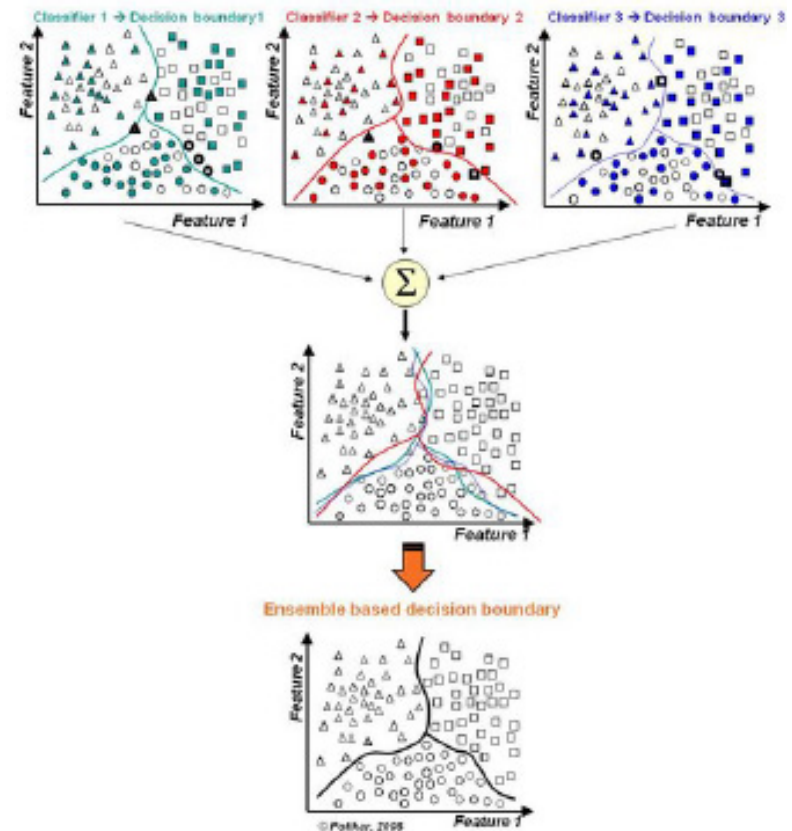 Classifier 1 → Decision boundary1
Classifier 2 → Decision boundary 2
Classifier 3 → Decision boundary 3
Feature 2
Feature 1
Feature 2
Feature 1
Feature 2
Feature 1
Σ
Feature 2
Feature 1
Ensemble based decision boundary
Feature 2
Feature 1
© Polikar, 2008